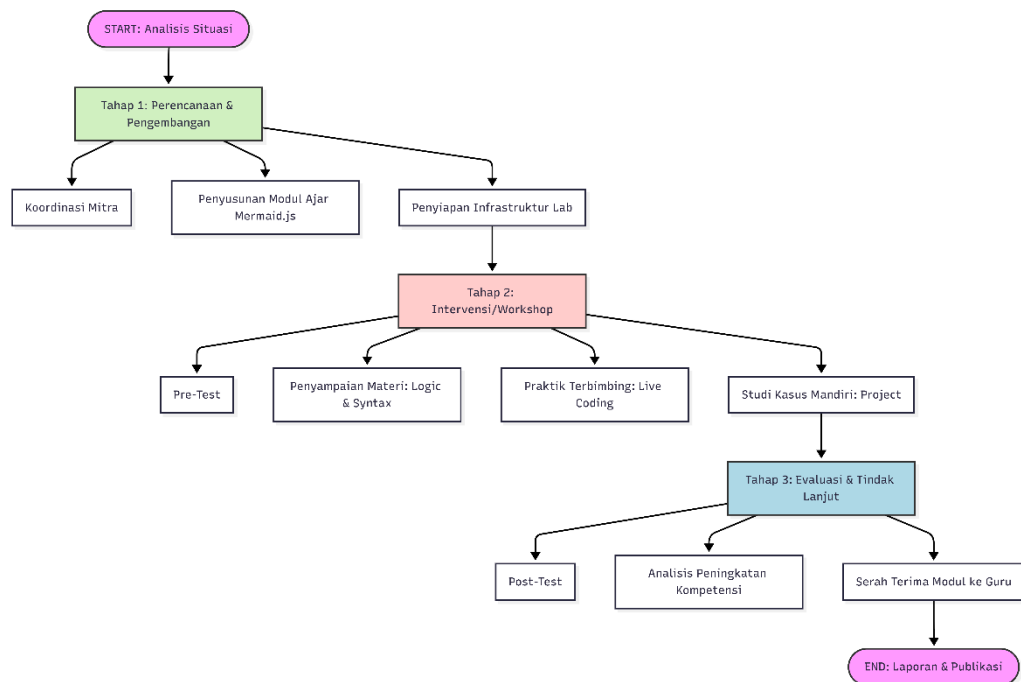 START: Analisis Situasi
Tahap 1: Perencanaan &
Pengembangan
Koordinasi Mitra
Penyusunan Modul Ajar
Mermaid.js
Penyiapan Infrastruktur Lab
Tahap 2:
Intervensi/Workshop
Pre-Test
Penyampaian Materi: Logic
& Syntax
Praktik Terbimbing: Live
Coding
Studi Kasus Mandiri: Project
Tahap 3: Evaluasi & Tindak
Lanjut
Post-Test
Analisis Peningkatan
Kompetensi
Serah Terima Modul ke Guru
END: Laporan & Publikasi